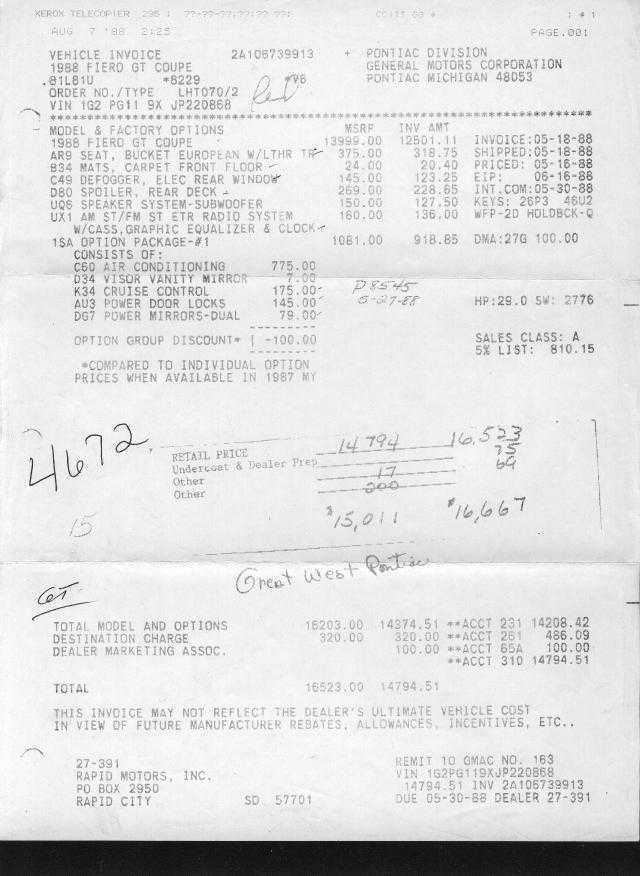 XEROX TELECOPIER 295 ; ??-??-??;??:?? ??; CCITT G3 # ; # 1
AUG 7 '88 2:25 PAGE.001
VEHICLE INVOICE 2A106739913 + PONTIAC DIVISION
1988 FIERO GT COUPE GENERAL MOTORS CORPORATION
.81L81U *8229 *V6 PONTIAC MICHIGAN 48053
ORDER NO./TYPE LHT070/2
VIN 1G2 PG11 9X JP220868
Red
MODEL & FACTORY OPTIONS MSRP INV AMT
1988 FIERO GT COUPE 13999.00 12501.11 INVOICE:05-18-88
AR9 SEAT, BUCKET EUROPEAN W/LTHR TR 375.00 318.75 SHIPPED:05-18-88
B34 MATS, CARPET FRONT FLOOR 24.00 20.40 PRICED: 05-16-88
C49 DEFOGGER, ELEC REAR WINDOW 145.00 123.25 EIP: 06-16-88
D80 SPOILER, REAR DECK 269.00 228.65 INT.COM:05-30-88
UQ6 SPEAKER SYSTEM-SUBWOOFER 150.00 127.50 KEYS: 26P3 46U2
UX1 AM ST/FM ST ETR RADIO SYSTEM 160.00 136.00 WFP-2D HOLDBCK-Q
W/CASS,GRAPHIC EQUALIZER & CLOCK
1SA OPTION PACKAGE-#1 1081.00 918.85 DMA:27G 100.00
CONSISTS OF:
C60 AIR CONDITIONING 775.00
D34 VISOR VANITY MIRROR 7.00
K34 CRUISE CONTROL 175.00 P8545
AU3 POWER DOOR LOCKS 145.00 5-27-88 HP:29.0 SW: 2776
DG7 POWER MIRRORS-DUAL 79.00
--------
OPTION GROUP DISCOUNT* | -100.00 SALES CLASS: A
-------- 5% LIST: 810.15
*COMPARED TO INDIVIDUAL OPTION
PRICES WHEN AVAILABLE IN 1987 MY
4672
RETAIL PRICE 14794 16,523
Undercoat & Dealer Prep 75
Other 17 69
Other 200
15 $15,011 $16,667
Great West Pontiac
GT
TOTAL MODEL AND OPTIONS 16203.00 14374.51 **ACCT 231 14208.42
DESTINATION CHARGE 320.00 320.00 **ACCT 261 486.09
DEALER MARKETING ASSOC. 100.00 **ACCT 65A 100.00
**ACCT 310 14794.51
TOTAL 16523.00 14794.51
THIS INVOICE MAY NOT REFLECT THE DEALER'S ULTIMATE VEHICLE COST
IN VIEW OF FUTURE MANUFACTURER REBATES, ALLOWANCES, INCENTIVES, ETC..
27-391 REMIT TO GMAC NO. 163
RAPID MOTORS, INC. VIN 1G2PG119XJP220868
PO BOX 2950 14794.51 INV 2A106739913
RAPID CITY SD 57701 DUE 05-30-88 DEALER 27-391